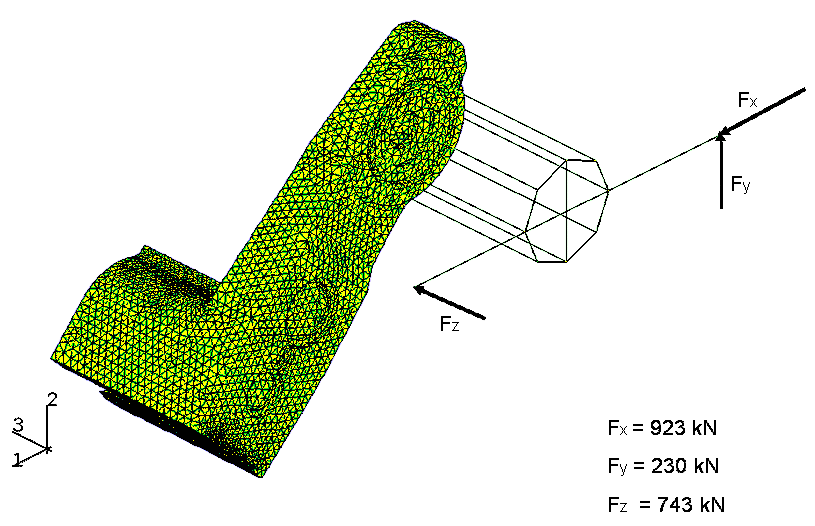 Fx
Fy
Fz
2
3
1
Fx = 923 kN
Fy = 230 kN
Fz = 743 kN